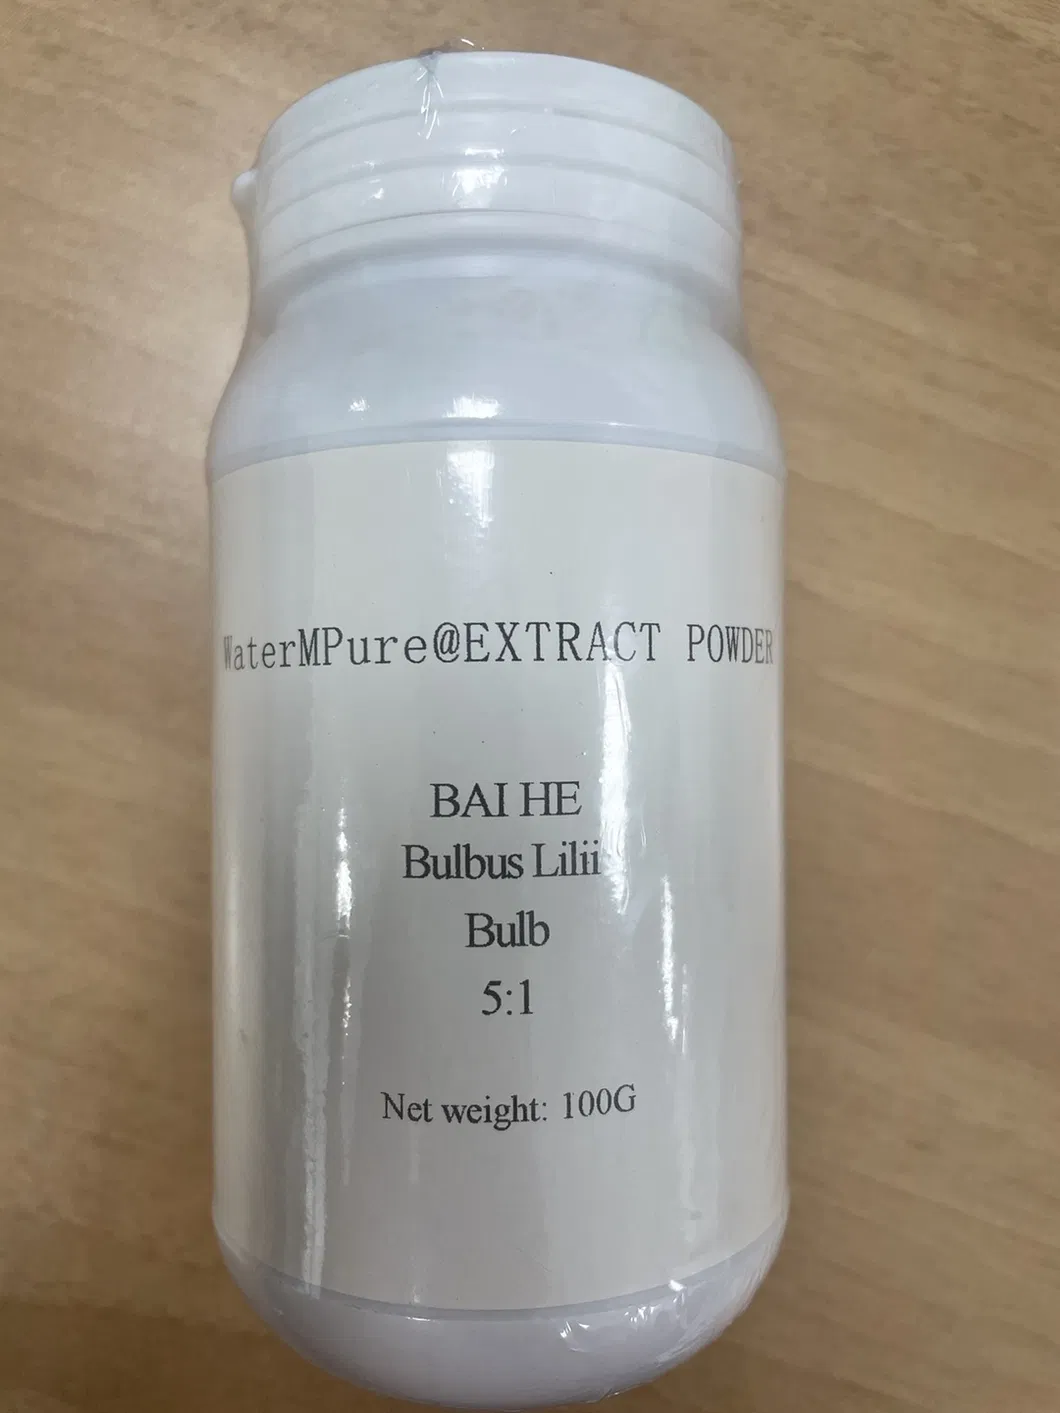 WaterMPure@EXTRACT POWDER
BAI HE
Bulbus Lilii
Bulb
5:1
Net weight: 100G